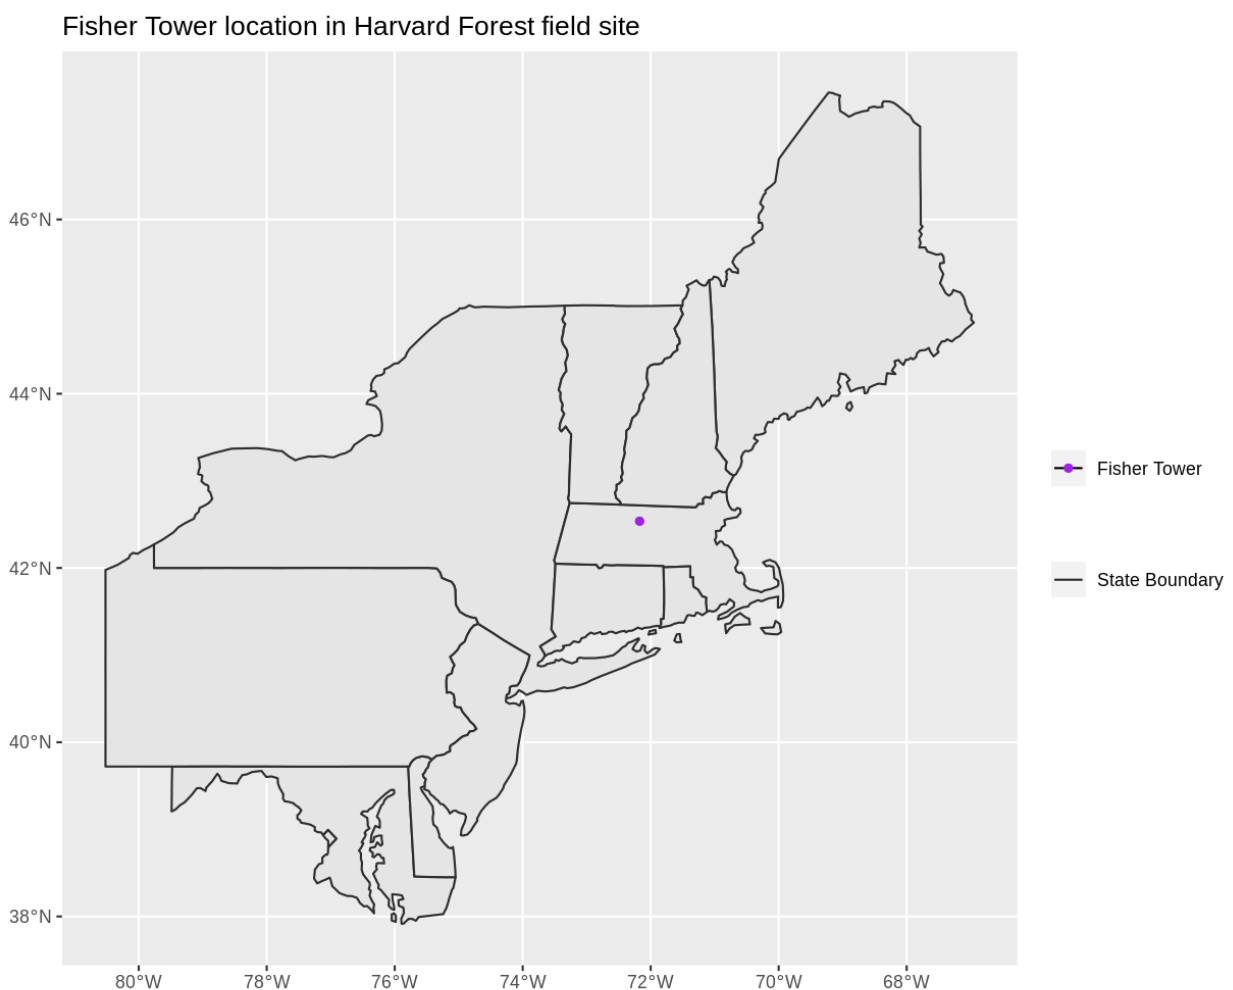 Fisher Tower location in Harvard Forest field site
46°N
44°N
42°N
40°N
38°N
80°W 78°W 76°W 74°W 72°W 70°W 68°W
Fisher Tower
State Boundary